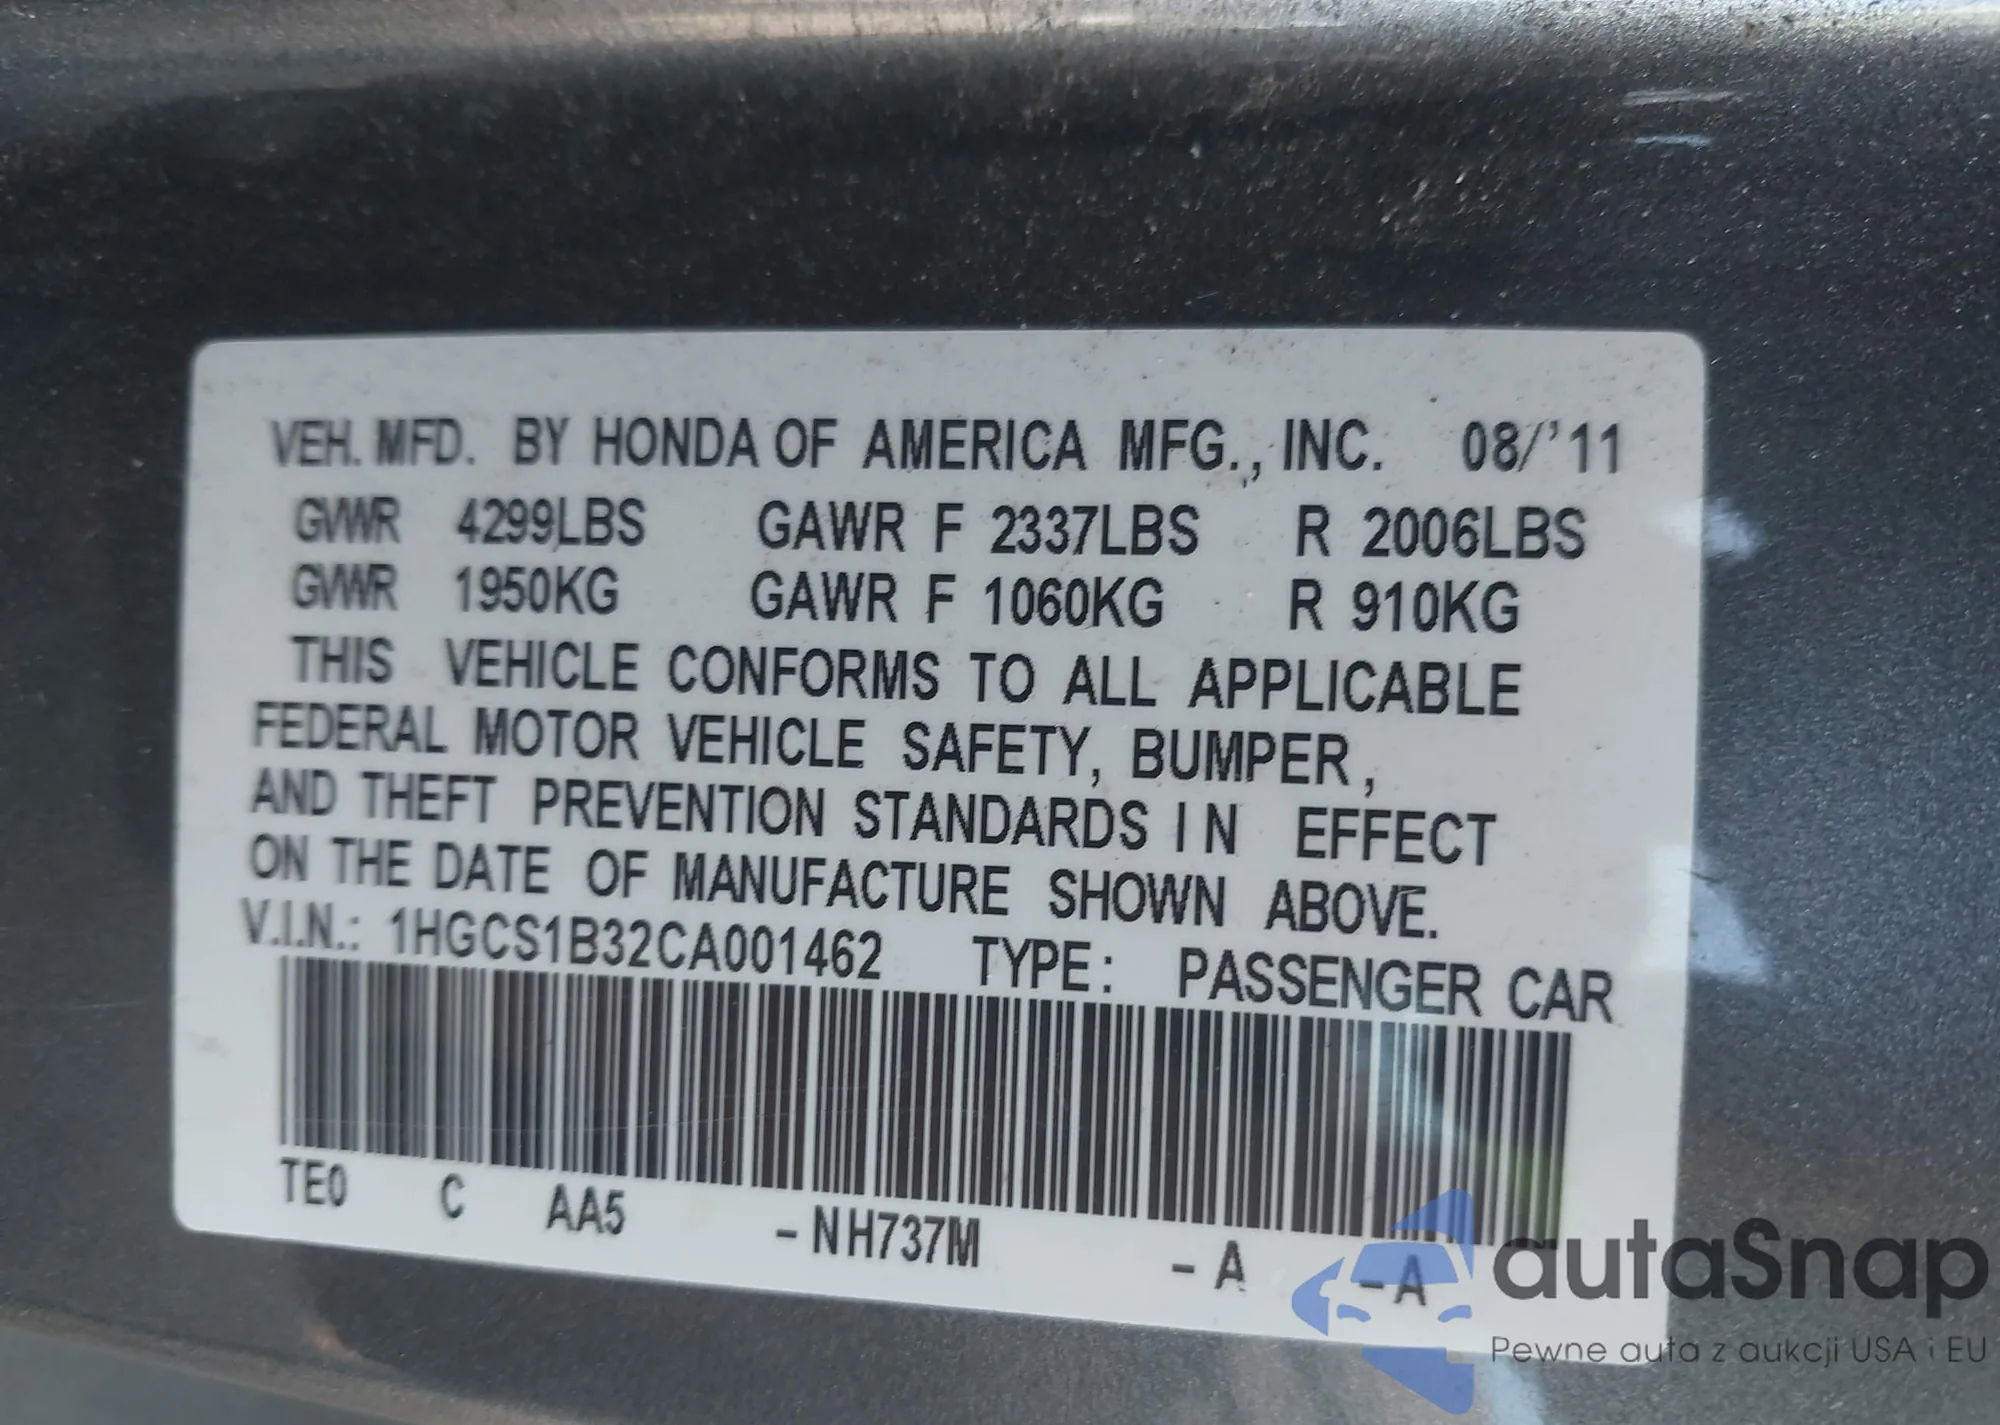 VEH. MFD. BY HONDA OF AMERICA MFG., INC. 08/'11
GVWR 4299LBS GAWR F 2337LBS R 2006LBS
GVWR 1950KG GAWR F 1060KG R 910KG
THIS VEHICLE CONFORMS TO ALL APPLICABLE
FEDERAL MOTOR VEHICLE SAFETY, BUMPER,
AND THEFT PREVENTION STANDARDS IN EFFECT
ON THE DATE OF MANUFACTURE SHOWN ABOVE.
V.I.N.: 1HGCS1B32CA001462 TYPE: PASSENGER CAR
TE0 C AA5 -NH737M -A -A
autaSnap
Pewne auta z aukcji USA i EU